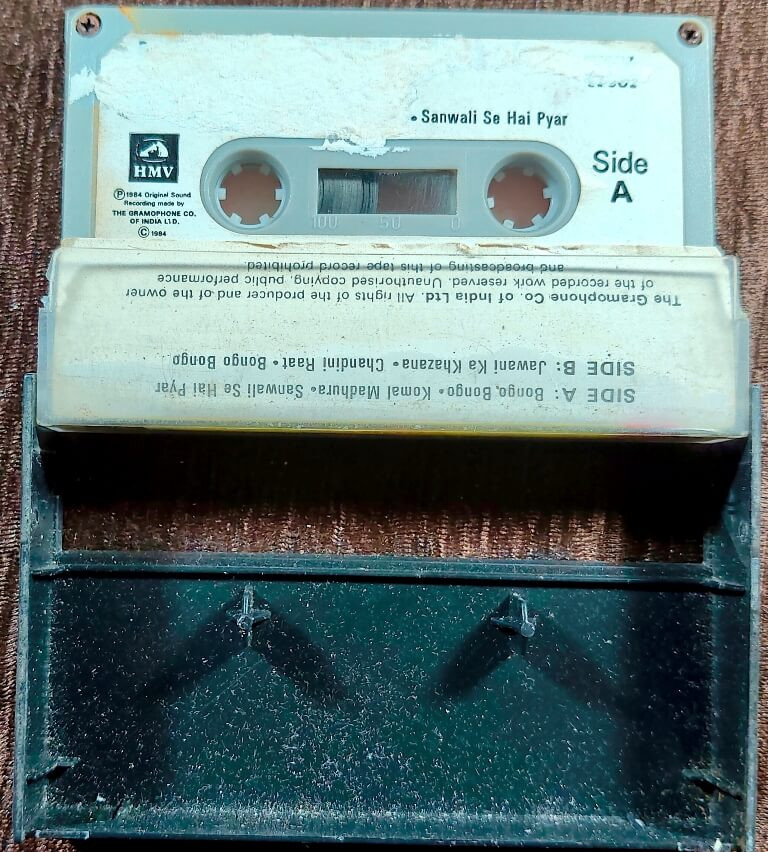 • Sanwali Se Hai Pyar
Side
A
HMV
Ⓟ 1984 Original Sound
Recording made by
THE GRAMOPHONE CO.
OF INDIA LTD.
© 1984
100 50 0
SIDE A: Bongo, Bongo • Komal Madhura • Sanwali Se Hai Pyar
SIDE B: Jawani Ka Khazana • Chandini Raat • Bongo Bongo
The Gramophone Co. of India Ltd. All rights of the producer and of the owner
of the recorded work reserved. Unauthorised copying, public performance
and broadcasting of this tape record prohibited.